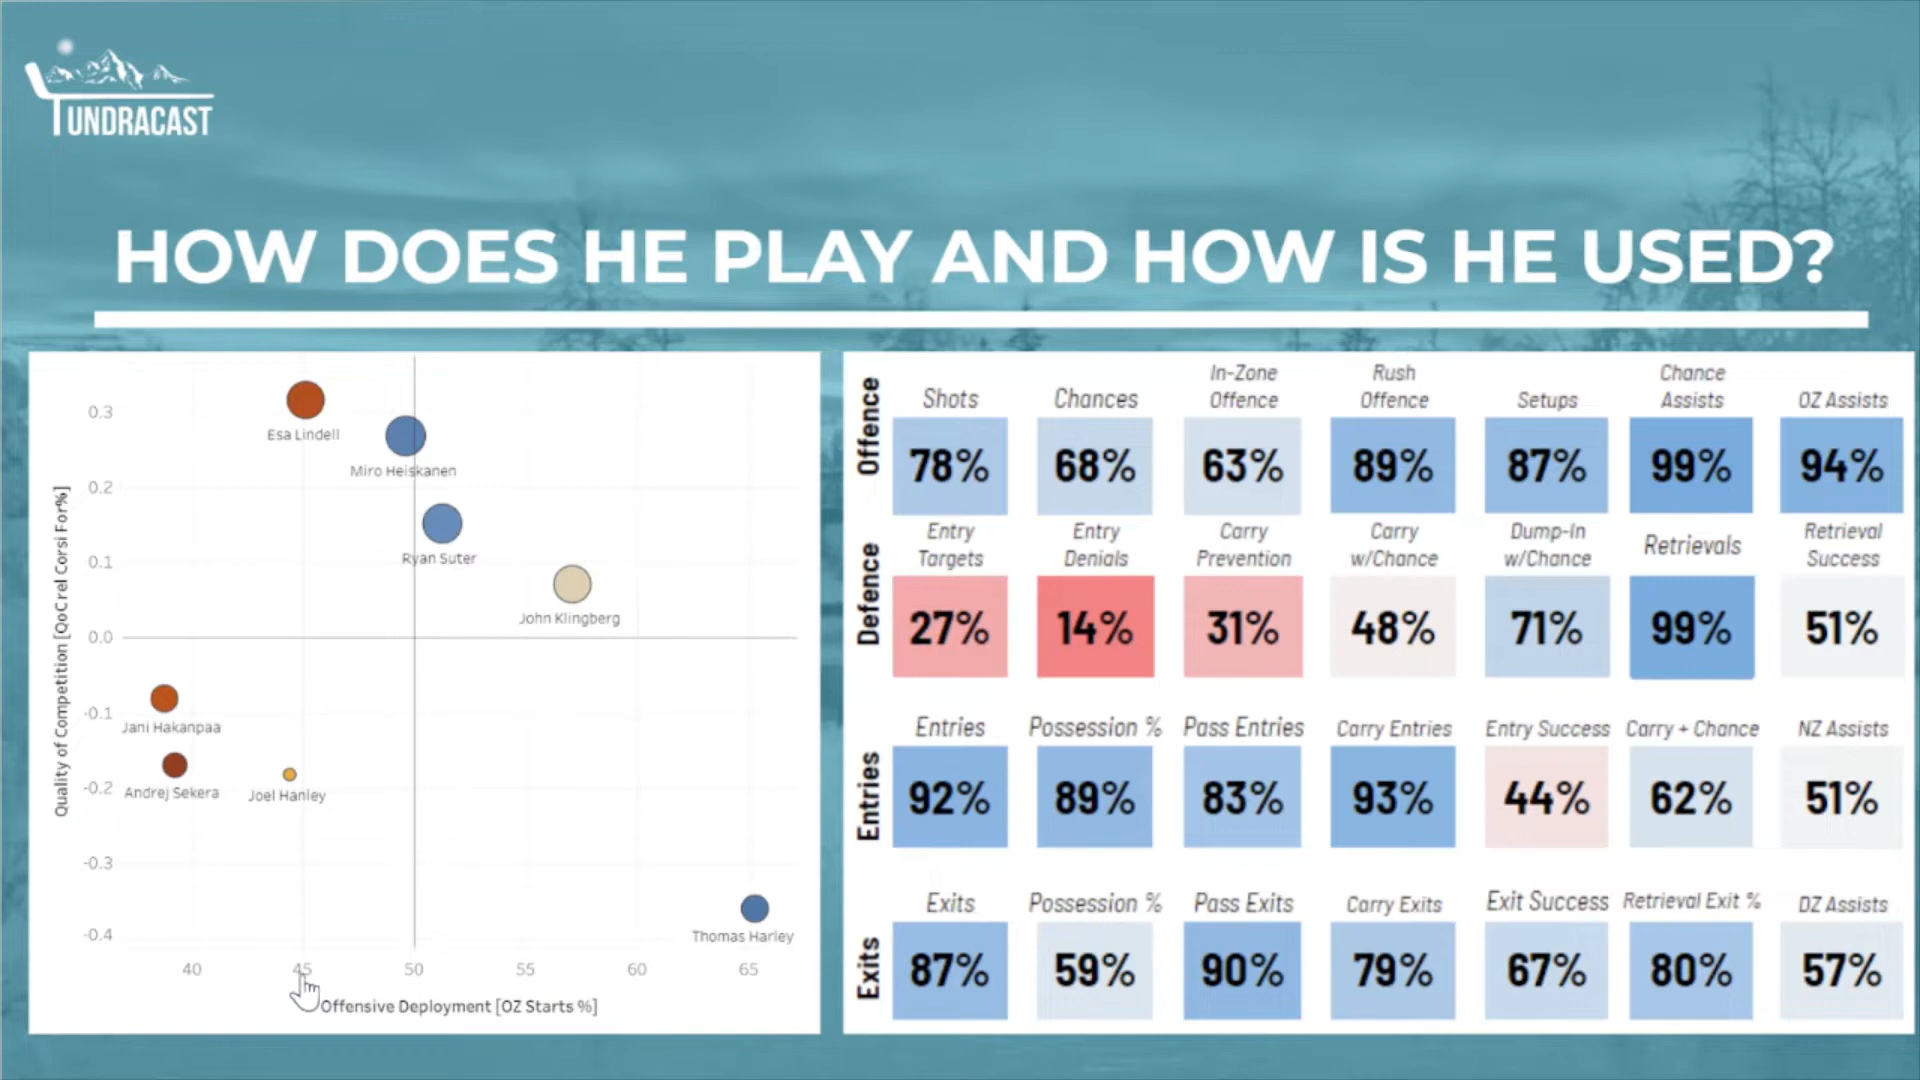 TUNDRACAST
HOW DOES HE PLAY AND HOW IS HE USED?
Quality of Competition [QoC rel Corsi For%]
0.3
0.2
0.1
0.0
-0.1
-0.2
-0.3
-0.4
Esa Lindell
Miro Heiskanen
Ryan Suter
John Klingberg
Jani Hakanpaa
Andrej Sekera
Joel Hanley
Thomas Harley
40 45 50 55 60 65
Offensive Deployment [OZ Starts %]
Offence
Shots Chances In-Zone Offence Rush Offence Setups Chance Assists OZ Assists
78% 68% 63% 89% 87% 99% 94%
Defence
Entry Targets Entry Denials Carry Prevention Carry w/Chance Dump-In w/Chance Retrievals Retrieval Success
27% 14% 31% 48% 71% 99% 51%
Entries
Entries Possession % Pass Entries Carry Entries Entry Success Carry + Chance NZ Assists
92% 89% 83% 93% 44% 62% 51%
Exits
Exits Possession % Pass Exits Carry Exits Exit Success Retrieval Exit % DZ Assists
87% 59% 90% 79% 67% 80% 57%